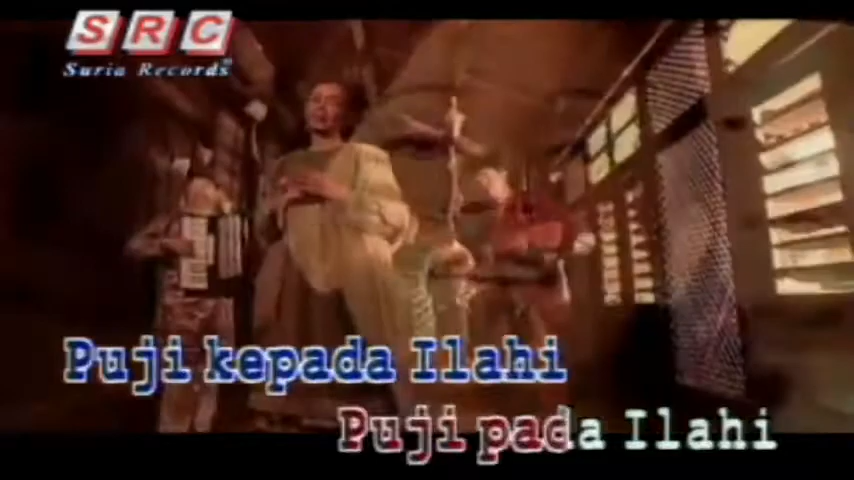 SRC
Suria Records
Puji kepada Ilahi
Puji pada Ilahi